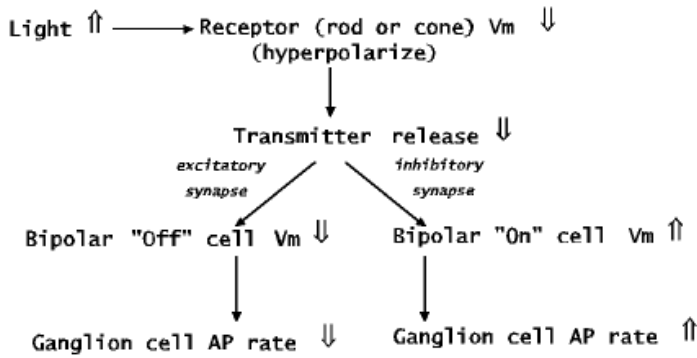 Light ⇑ Receptor (rod or cone) Vm ⇓
(hyperpolarize)
Transmitter release ⇓
excitatory inhibitory
synapse synapse
Bipolar "Off" cell Vm ⇓ Bipolar "On" cell Vm ⇑
Ganglion cell AP rate ⇓ Ganglion cell AP rate ⇑